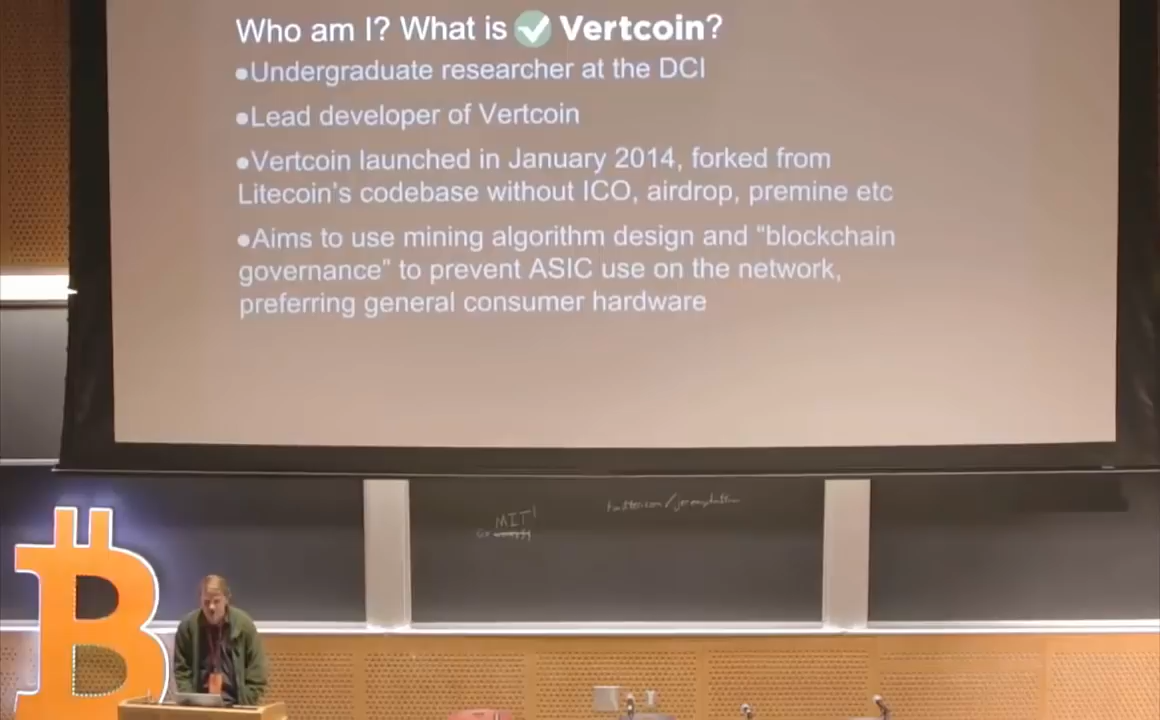 Who am I? What is Vertcoin?
●Undergraduate researcher at the DCI
●Lead developer of Vertcoin
●Vertcoin launched in January 2014, forked from
Litecoin's codebase without ICO, airdrop, premine etc
●Aims to use mining algorithm design and “blockchain
governance” to prevent ASIC use on the network,
preferring general consumer hardware
MIT!
Go